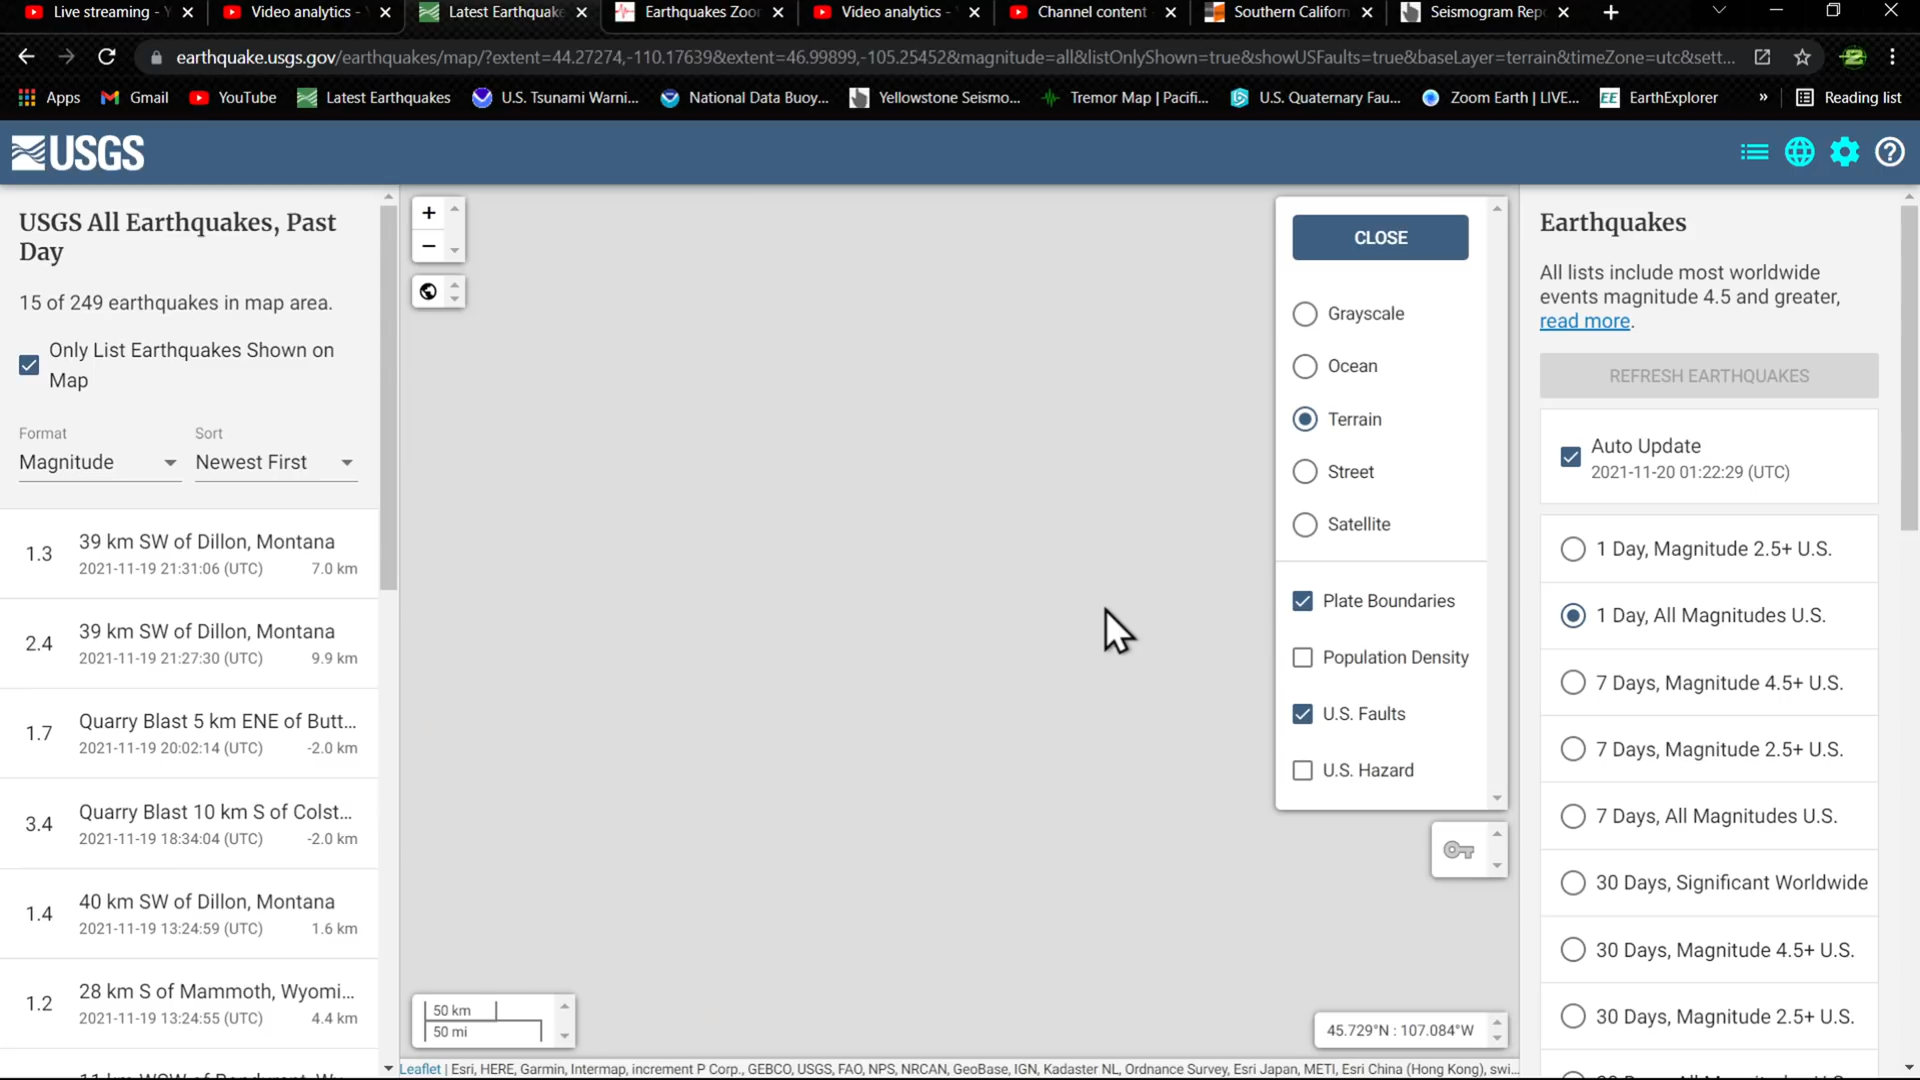 Live streaming - Y
Video analytics -
Latest Earthquake
Earthquakes Zoo
Video analytics -
Channel content
Southern Californ
Seismogram Rep
earthquake.usgs.gov/earthquakes/map/?extent=44.27274,-110.17639&extent=46.99899,-105.25452&magnitude=all&listOnlyShown=true&showUSFaults=true&baseLayer=terrain&timeZone=utc&sett...
Apps
Gmail
YouTube
Latest Earthquakes
U.S. Tsunami Warni...
National Data Buoy...
Yellowstone Seismo...
Tremor Map | Pacifi...
U.S. Quaternary Fau...
Zoom Earth | LIVE...
EE EarthExplorer
»
Reading list
USGS
USGS All Earthquakes, Past
Day
15 of 249 earthquakes in map area.
Only List Earthquakes Shown on
Map
Format
Magnitude
Sort
Newest First
1.3
39 km SW of Dillon, Montana
2021-11-19 21:31:06 (UTC) 7.0 km
2.4
39 km SW of Dillon, Montana
2021-11-19 21:27:30 (UTC) 9.9 km
1.7
Quarry Blast 5 km ENE of Butt...
2021-11-19 20:02:14 (UTC) -2.0 km
3.4
Quarry Blast 10 km S of Colst...
2021-11-19 18:34:04 (UTC) -2.0 km
1.4
40 km SW of Dillon, Montana
2021-11-19 13:24:59 (UTC) 1.6 km
1.2
28 km S of Mammoth, Wyomi...
2021-11-19 13:24:55 (UTC) 4.4 km
+
−
50 km
50 mi
CLOSE
Grayscale
Ocean
Terrain
Street
Satellite
Plate Boundaries
Population Density
U.S. Faults
U.S. Hazard
45.729°N : 107.084°W
Leaflet | Esri, HERE, Garmin, Intermap, increment P Corp., GEBCO, USGS, FAO, NPS, NRCAN, GeoBase, IGN, Kadaster NL, Ordnance Survey, Esri Japan, METI, Esri China (Hong Kong), swi...
Earthquakes
All lists include most worldwide
events magnitude 4.5 and greater,
read more.
REFRESH EARTHQUAKES
Auto Update
2021-11-20 01:22:29 (UTC)
1 Day, Magnitude 2.5+ U.S.
1 Day, All Magnitudes U.S.
7 Days, Magnitude 4.5+ U.S.
7 Days, Magnitude 2.5+ U.S.
7 Days, All Magnitudes U.S.
30 Days, Significant Worldwide
30 Days, Magnitude 4.5+ U.S.
30 Days, Magnitude 2.5+ U.S.